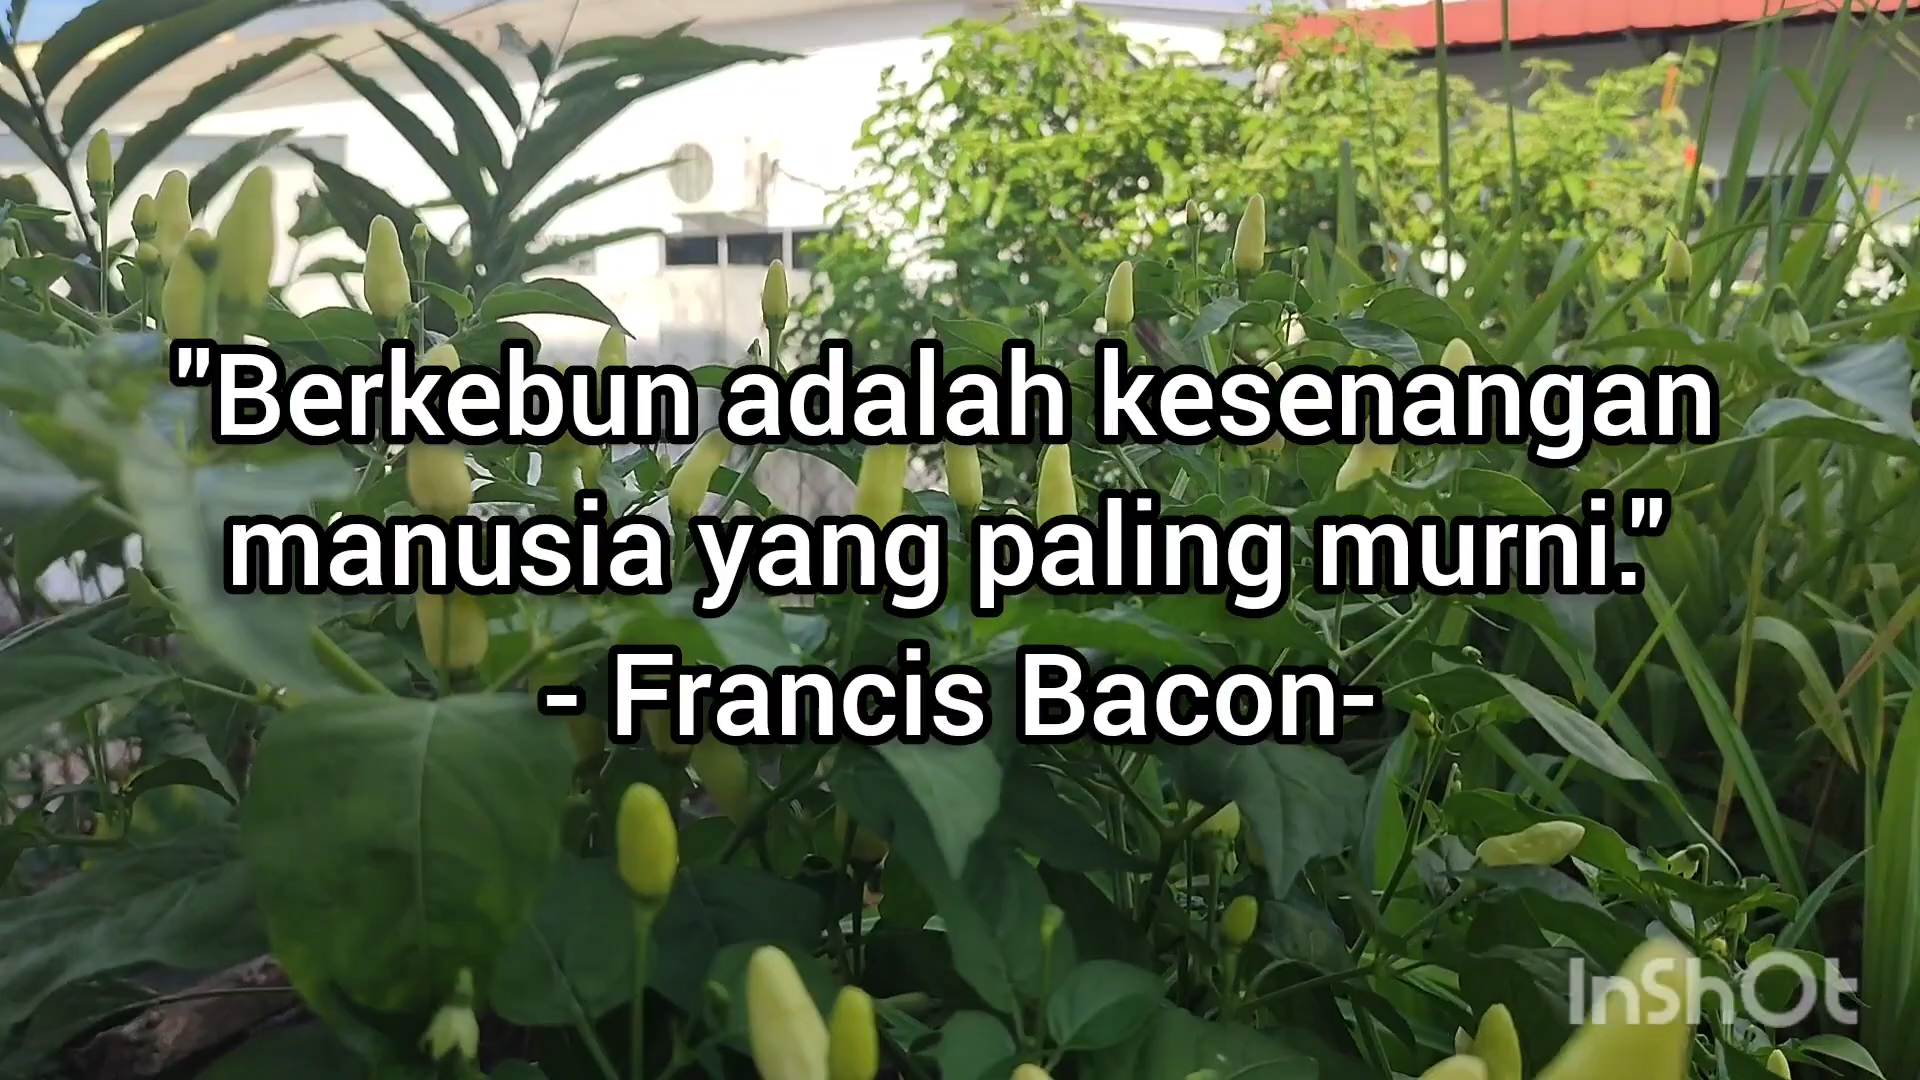 "Berkebun adalah kesenangan
manusia yang paling murni."
- Francis Bacon-
InShOt